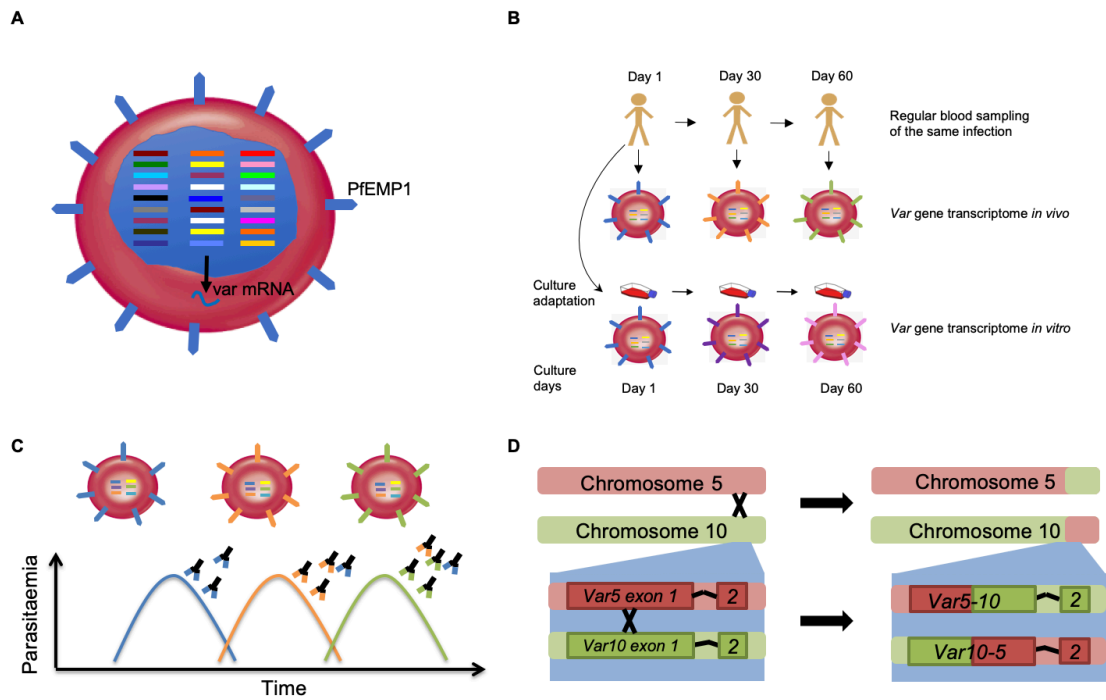 A
PfEMP1
var mRNA
B
Day 1
Day 30
Day 60
Regular blood sampling
of the same infection
Var gene transcriptome in vivo
Culture
adaptation
Var gene transcriptome in vitro
Culture
days
Day 1
Day 30
Day 60
C
Parasitaemia
Time
D
Chromosome 5
Chromosome 10
Var5 exon 1
2
Var10 exon 1
2
Chromosome 5
Chromosome 10
Var5-10
2
Var10-5
2